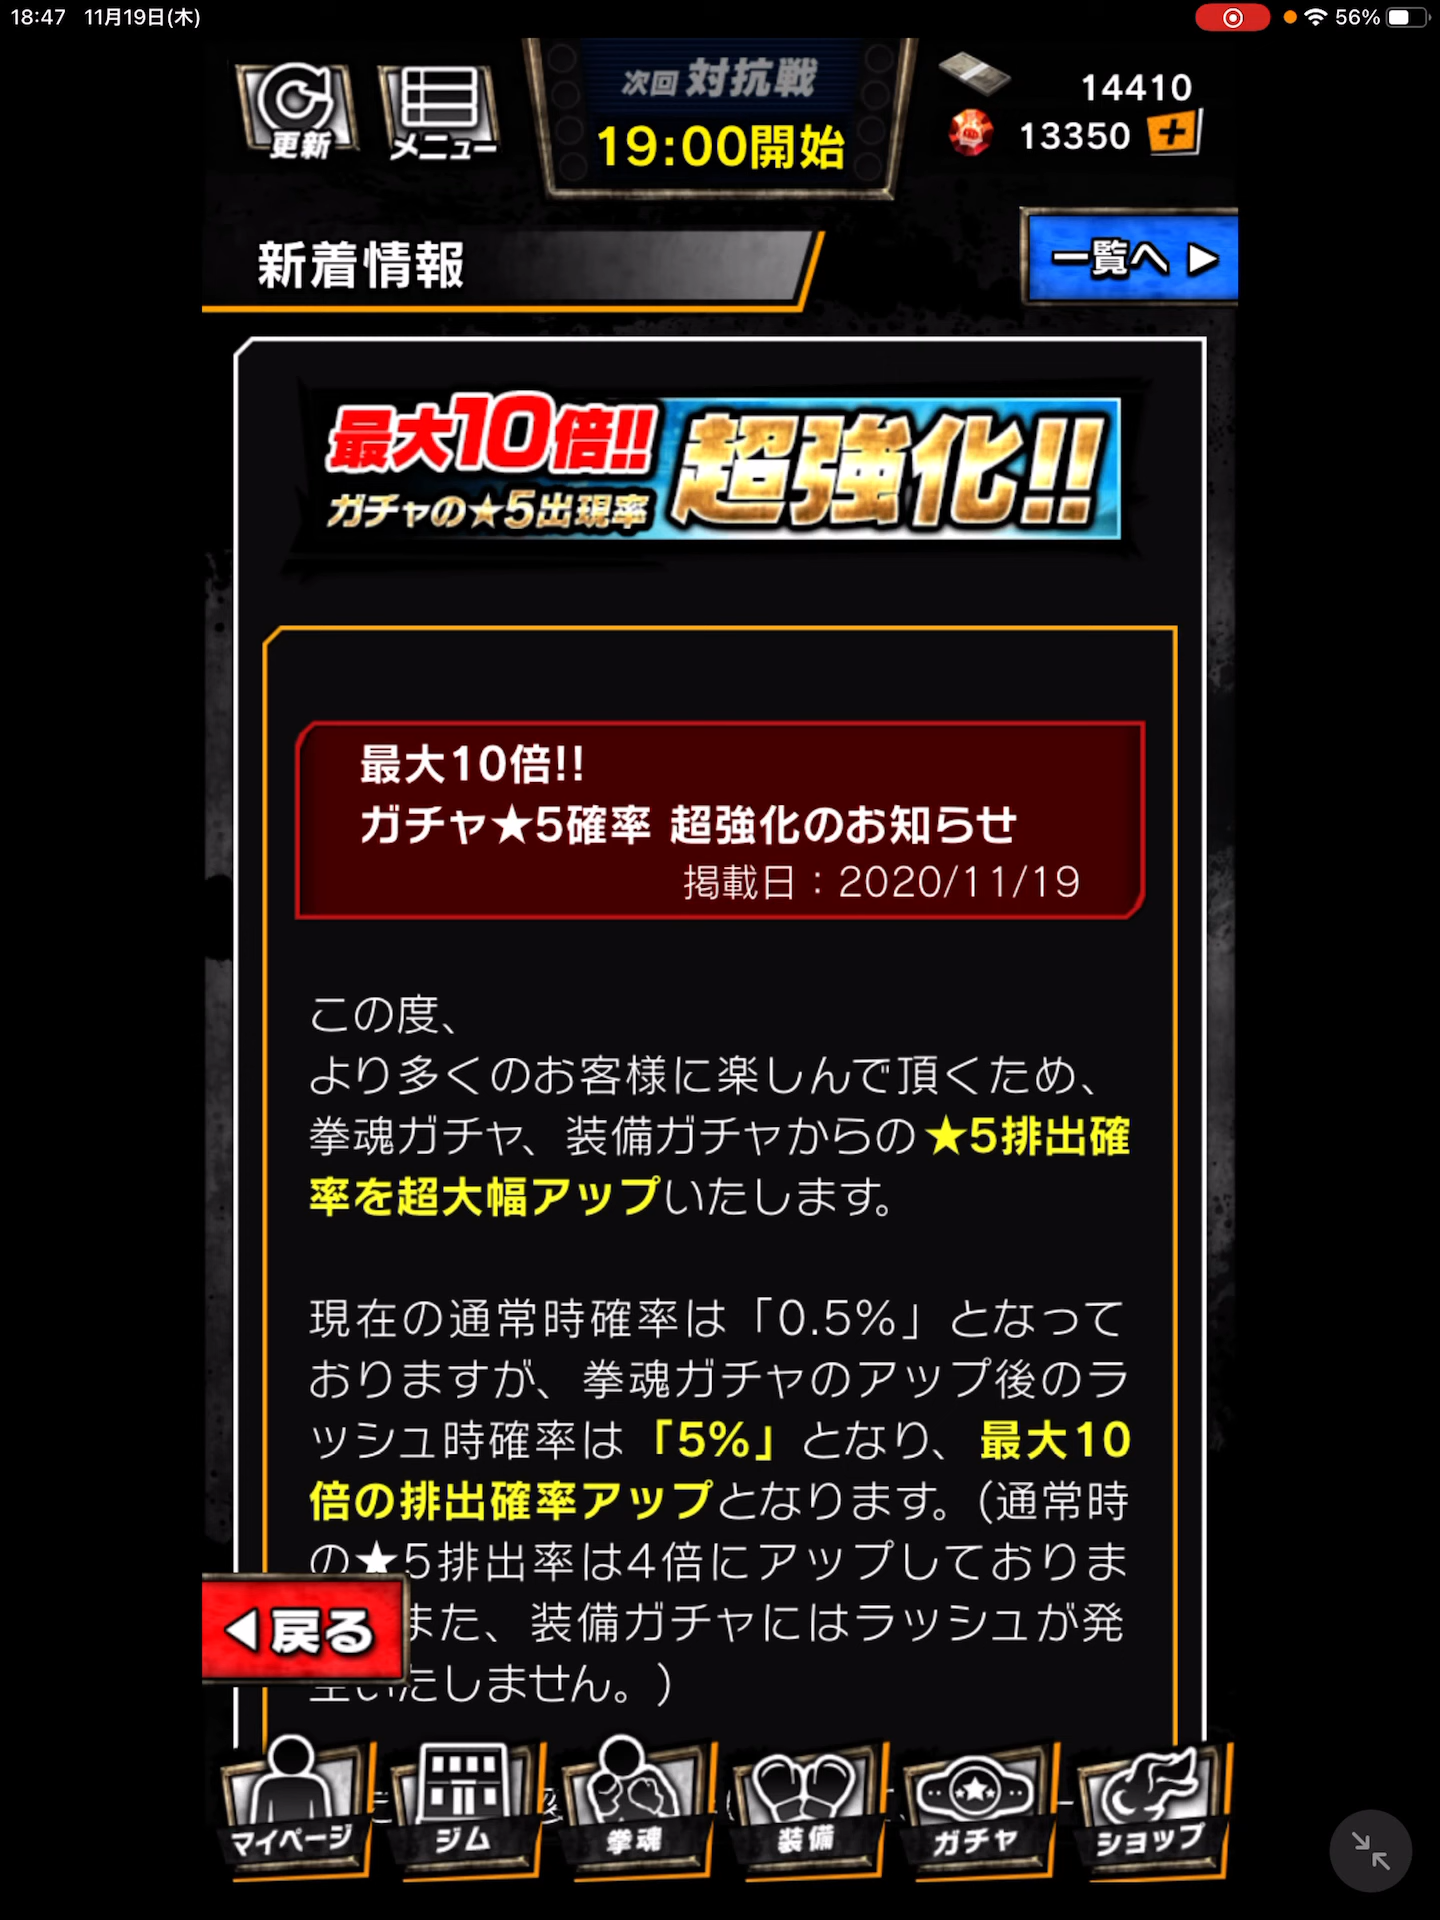 18:47 11月19日(木)
56%
更新
メニュー
次回 対抗戦
19:00開始
14410
13350
新着情報
一覧へ ▶
最大10倍!!
ガチャの★5出現率
超強化!!
最大10倍!!
ガチャ★5確率 超強化のお知らせ
掲載日：2020/11/19
この度、
より多くのお客様に楽しんで頂くため、
拳魂ガチャ、装備ガチャからの★5排出確
率を超大幅アップいたします。
現在の通常時確率は「0.5%」となって
おりますが、拳魂ガチャのアップ後のラ
ッシュ時確率は「5%」となり、最大10
倍の排出確率アップとなります。(通常時
の★5排出率は4倍にアップしておりま
また、装備ガチャにはラッシュが発
生いたしません。)
◀戻る
マイページ
ジム
拳魂
装備
ガチャ
ショップ